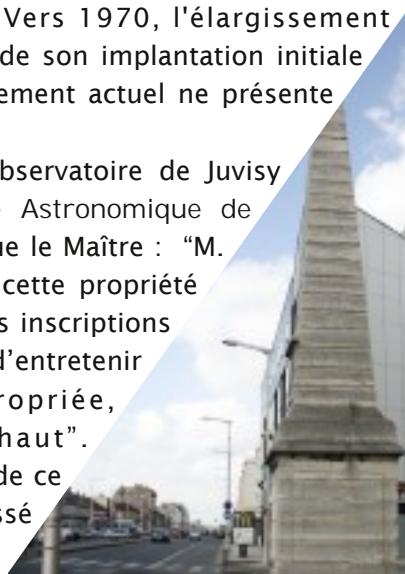 Vers 1970, l'élargissement
de son implantation initiale
ement actuel ne présente
bservatoire de Juvisy
Astronomique de
ue le Maître : “M.
cette propriété
s inscriptions
d’entretenir
ropriée,
haut”.
de ce
ssé